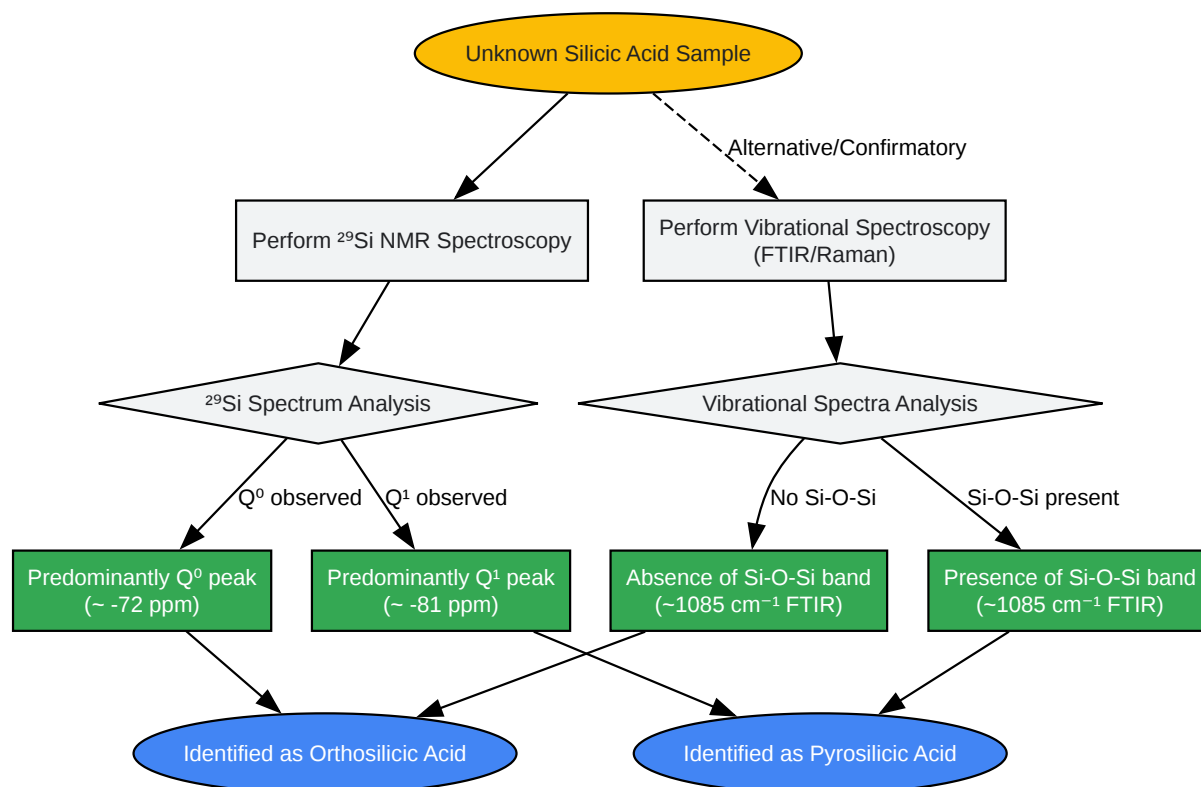 Unknown Silicic Acid Sample
Alternative/Confirmatory
Perform ²⁹Si NMR Spectroscopy
Perform Vibrational Spectroscopy
(FTIR/Raman)
²⁹Si Spectrum Analysis
Vibrational Spectra Analysis
Q⁰ observed
Q¹ observed
No Si-O-Si
Si-O-Si present
Predominantly Q⁰ peak
(~ -72 ppm)
Predominantly Q¹ peak
(~ -81 ppm)
Absence of Si-O-Si band
(~1085 cm⁻¹ FTIR)
Presence of Si-O-Si band
(~1085 cm⁻¹ FTIR)
Identified as Orthosilicic Acid
Identified as Pyrosilicic Acid